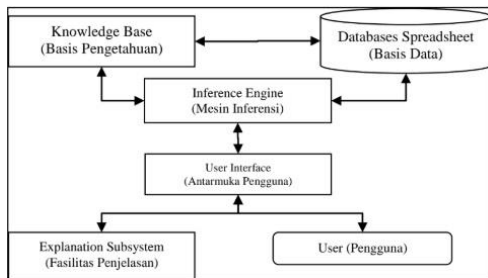 Knowledge Base
(Basis Pengetahuan)
Databases Spreadsheet
(Basis Data)
Inference Engine
(Mesin Inferensi)
User Interface
(Antarmuka Pengguna)
Explanation Subsystem
(Fasilitas Penjelasan)
User (Pengguna)